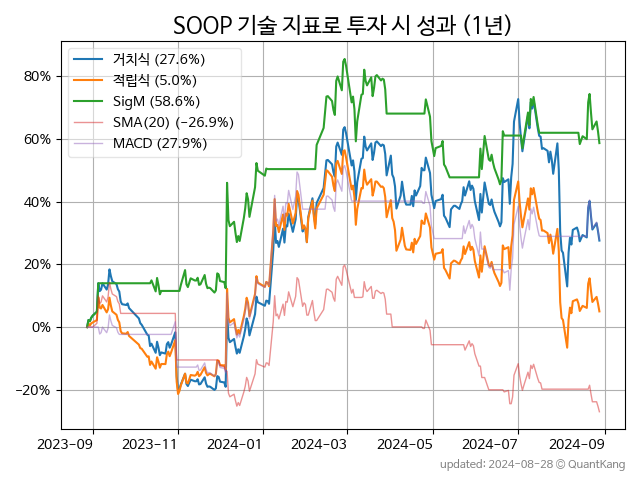 SOOP 기술 지표로 투자 시 성과 (1년)
거치식 (27.6%)
적립식 (5.0%)
SigM (58.6%)
SMA(20) (−26.9%)
MACD (27.9%)
80%
60%
40%
20%
0%
−20%
2023-09 2023-11 2024-01 2024-03 2024-05 2024-07 2024-09
updated: 2024-08-28 ⓒ QuantKang